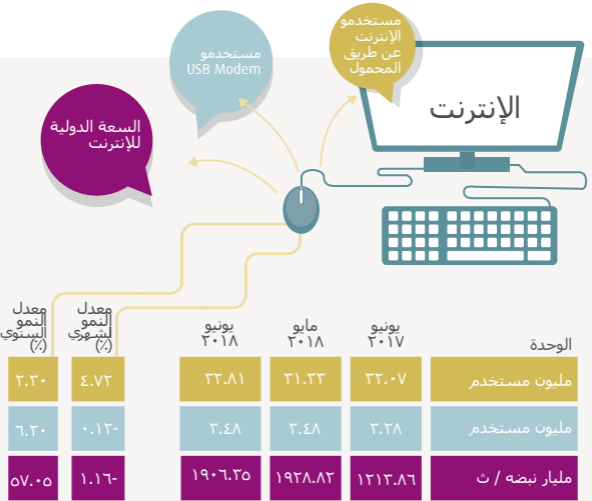 مستخدمو
الإنترنت
عن طريق
المحمول
مستخدمو
USB Modem
السعة الدولية
للإنترنت
الإنترنت
الوحدة
يونيو
٢٠١٧
مايو
٢٠١٨
يونيو
٢٠١٨
معدل
النمو
الشهري
(٪)
معدل
النمو
السنوي
(٪)
مليون مستخدم ٣٢.٠٧ ٣١.٣٣ ٣٢.٨١ ٤.٧٢ ٢.٣٠
مليون مستخدم ٣.٢٨ ٣.٤٨ ٣.٤٨ -٠.١٢ ٦.٢٠
مليار نبضه / ث ١٢١٣.٨٦ ١٩٢٨.٨٢ ١٩٠٦.٣٥ -١.١٦ ٥٧.٠٥